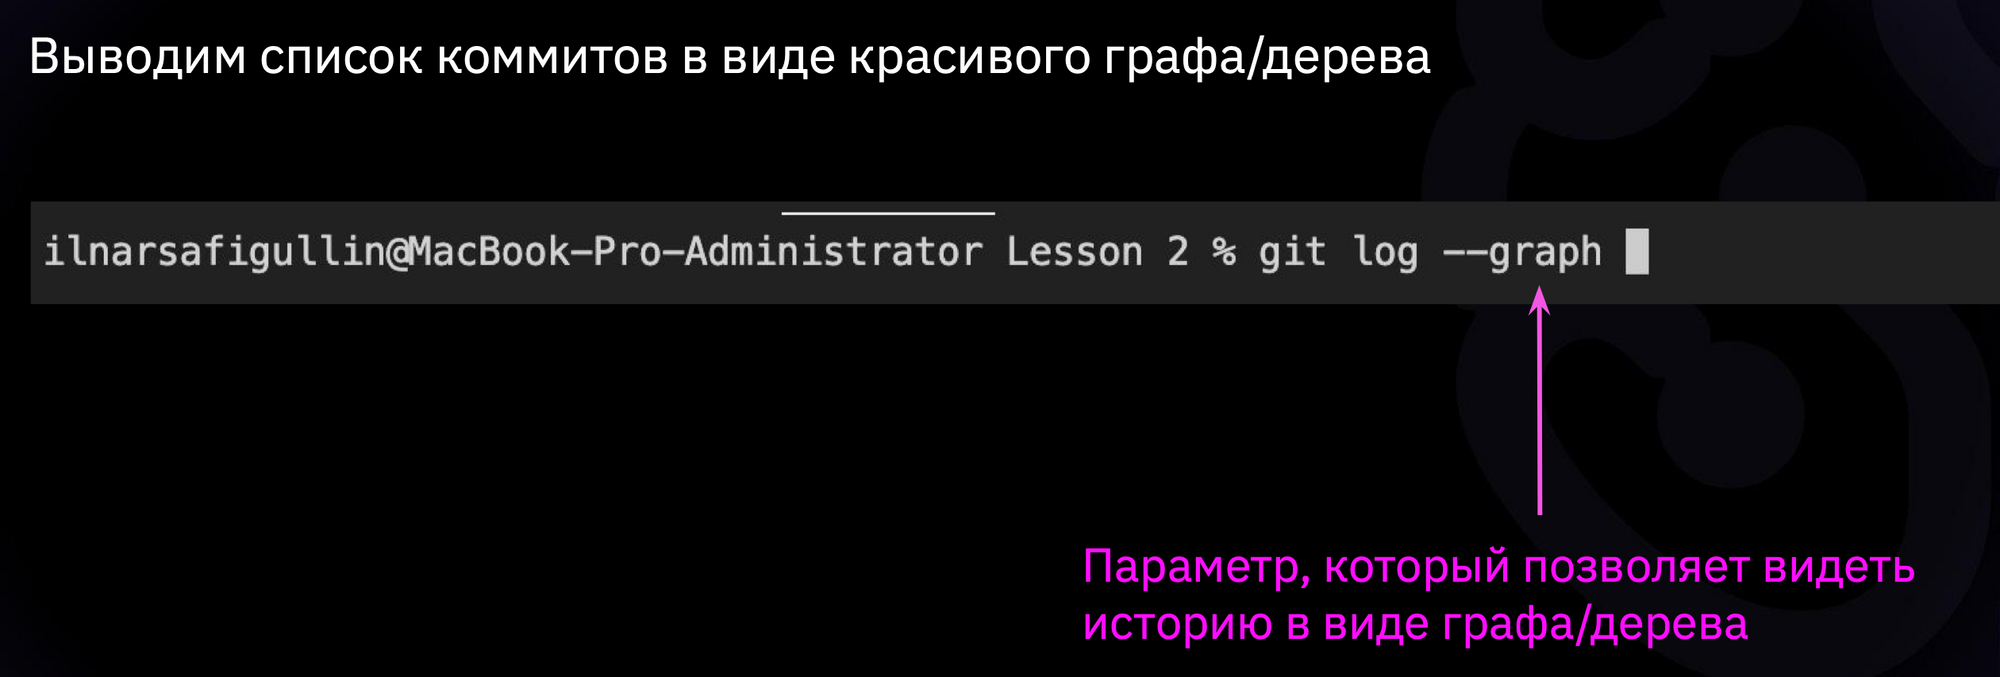 Выводим список коммитов в виде красивого графа/дерева
ilnarsafigullin@MacBook-Pro-Administrator Lesson 2 % git log --graph
Параметр, который позволяет видеть
историю в виде графа/дерева